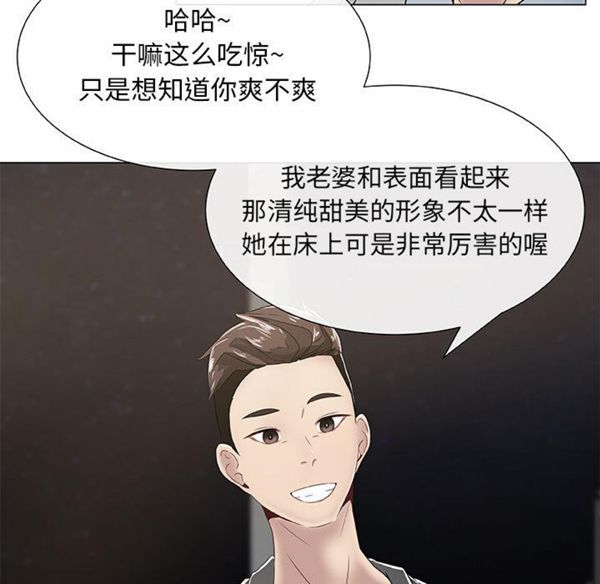 哈哈~
干嘛这么吃惊~
只是想知道你爽不爽
我老婆和表面看起来
那清纯甜美的形象不太一样
她在床上可是非常厉害的喔